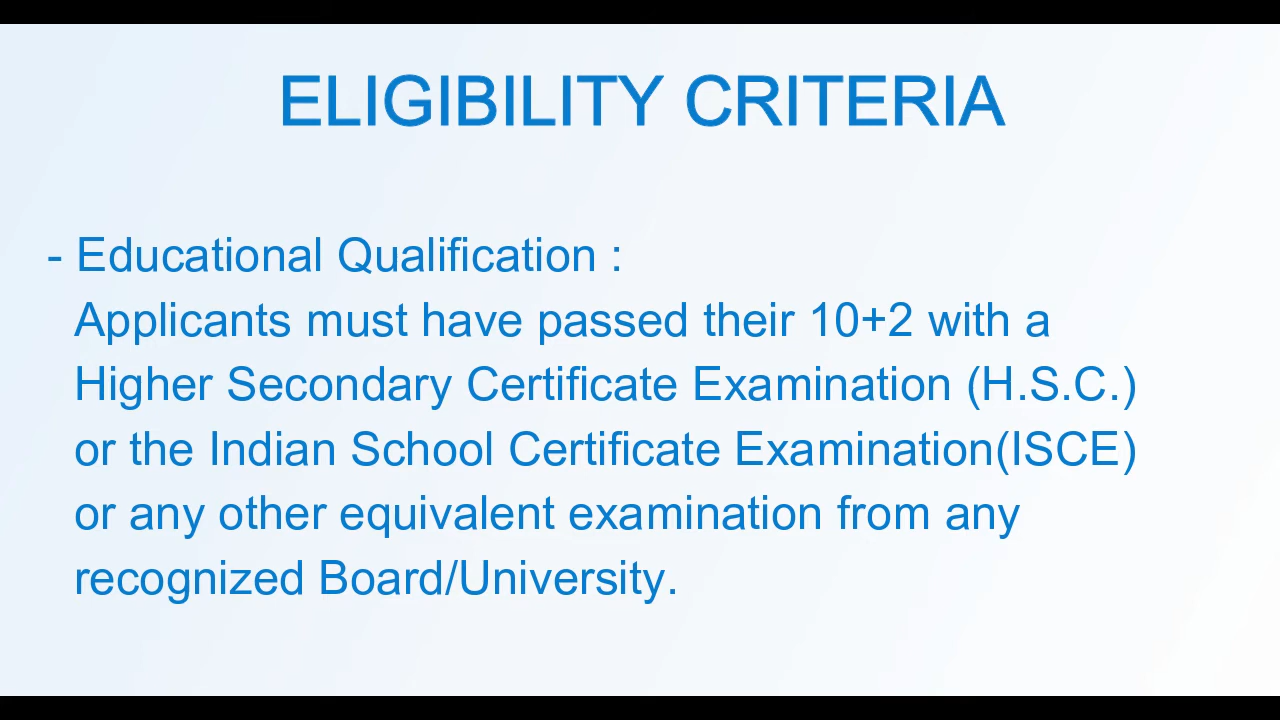 ELIGIBILITY CRITERIA
- Educational Qualification :
Applicants must have passed their 10+2 with a
Higher Secondary Certificate Examination (H.S.C.)
or the Indian School Certificate Examination(ISCE)
or any other equivalent examination from any
recognized Board/University.